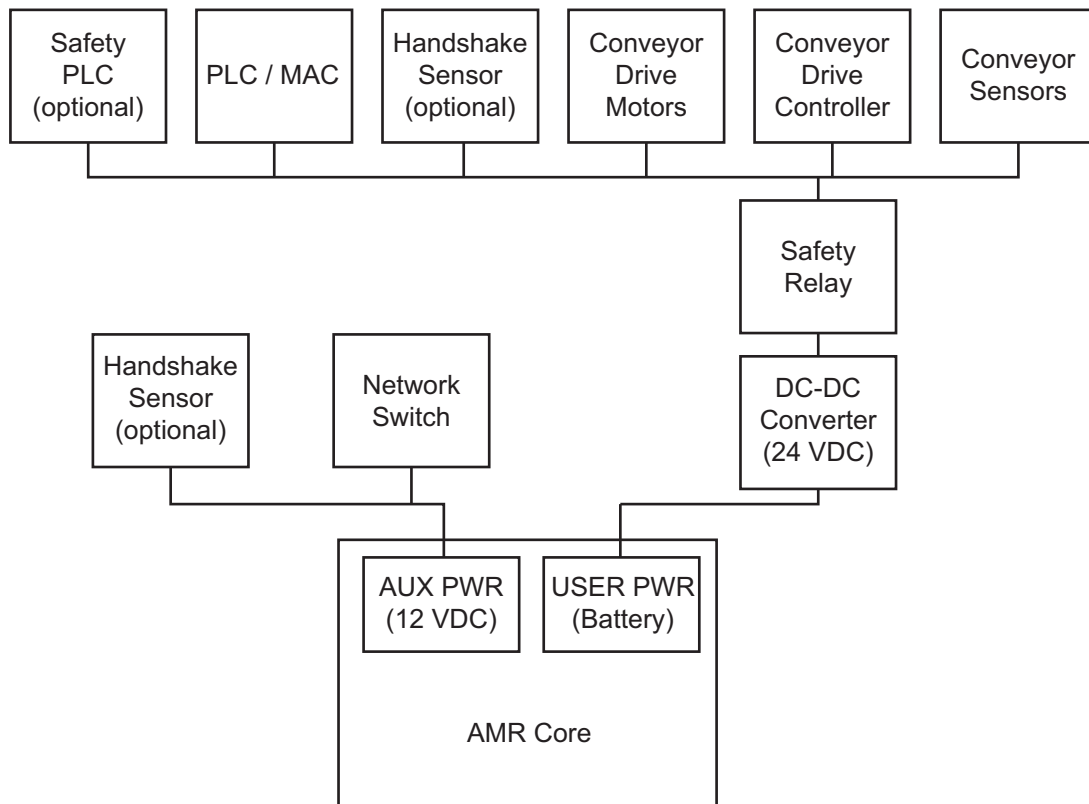 Safety
PLC
(optional)
PLC / MAC
Handshake
Sensor
(optional)
Conveyor
Drive
Motors
Conveyor
Drive
Controller
Conveyor
Sensors
Safety
Relay
Handshake
Sensor
(optional)
Network
Switch
DC-DC
Converter
(24 VDC)
AUX PWR
(12 VDC)
USER PWR
(Battery)
AMR Core